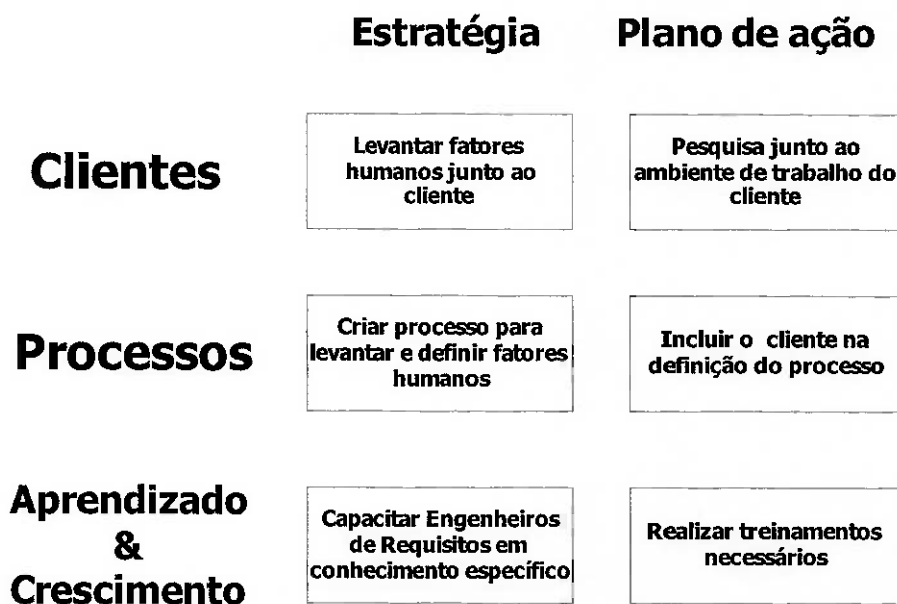 Estratégia
Plano de ação
Clientes
Levantar fatores
humanos junto ao
cliente
Pesquisa junto ao
ambiente de trabalho do
cliente
Processos
Criar processo para
levantar e definir fatores
humanos
Incluir o cliente na
definição do processo
Aprendizado
&
Crescimento
Capacitar Engenheiros
de Requisitos em
conhecimento específico
Realizar treinamentos
necessários